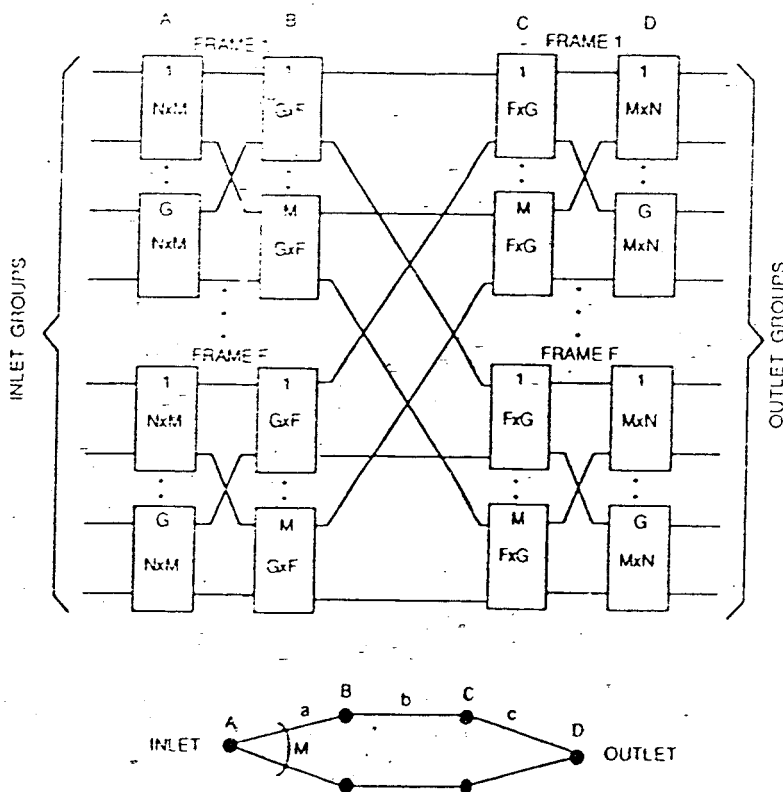 A B C D
FRAME 1 FRAME 1
1 1 1 1
NxM GxF FxG MxN
G M M G
NxM GxF FxG MxN
FRAME F FRAME F
1 1 1 1
NxM GxF FxG MxN
G M M G
NxM GxF FxG MxN
INLET GROUPS
OUTLET GROUPS
B b C
a c
A D
INLET M OUTLET